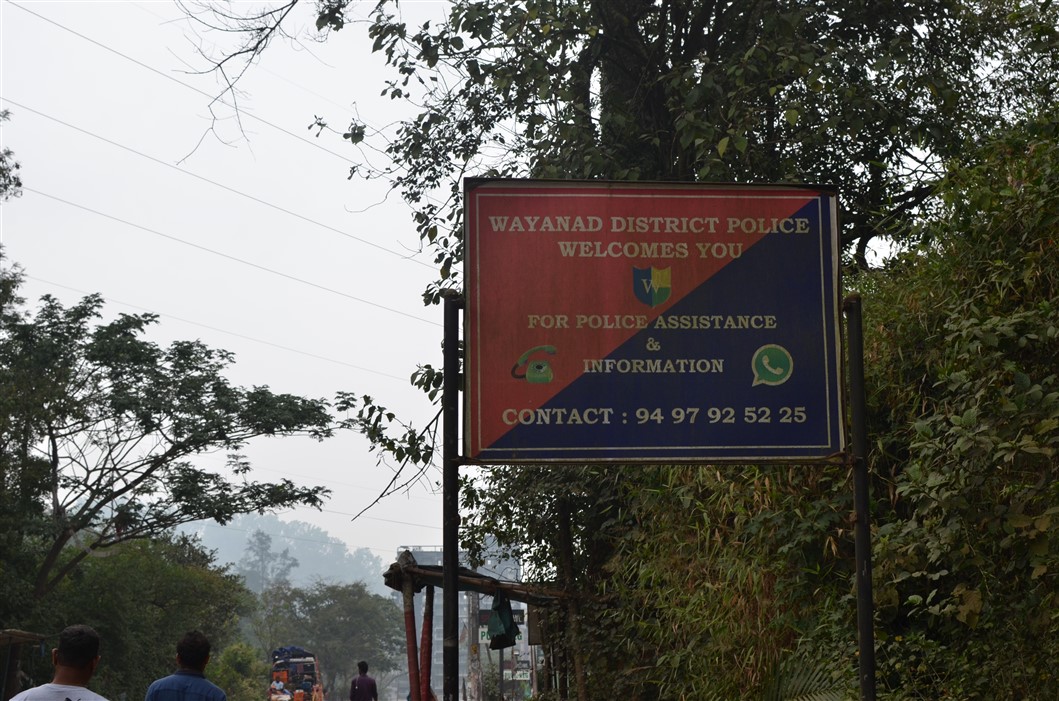 WAYANAD DISTRICT POLICE
WELCOMES YOU
W
FOR POLICE ASSISTANCE
&
INFORMATION
CONTACT : 94 97 92 52 25